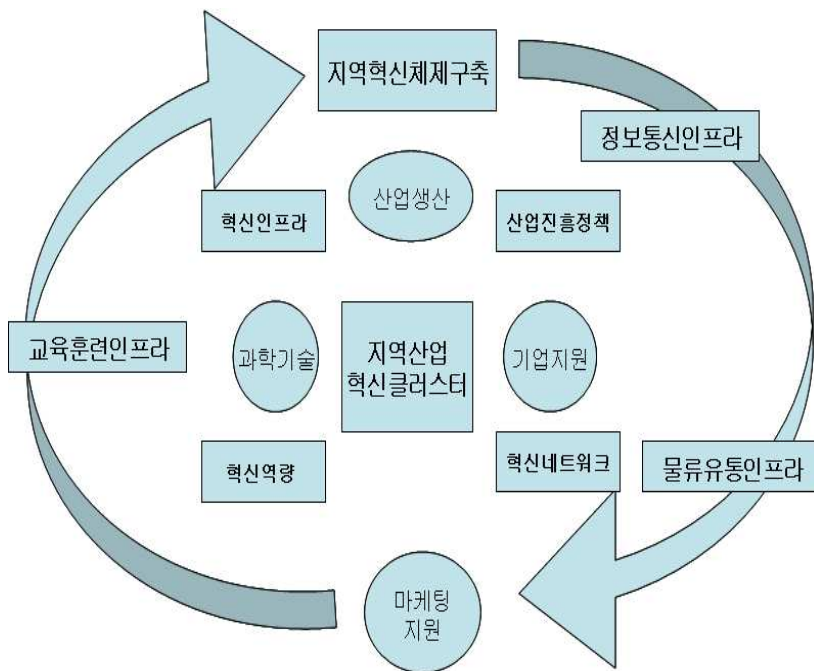 지역혁신체제구축
정보통신인프라
산업생산
혁신인프라
산업진흥정책
교육훈련인프라
과학기술
지역산업
혁신클러스터
기업지원
혁신역량
혁신네트워크
물류유통인프라
마케팅
지원